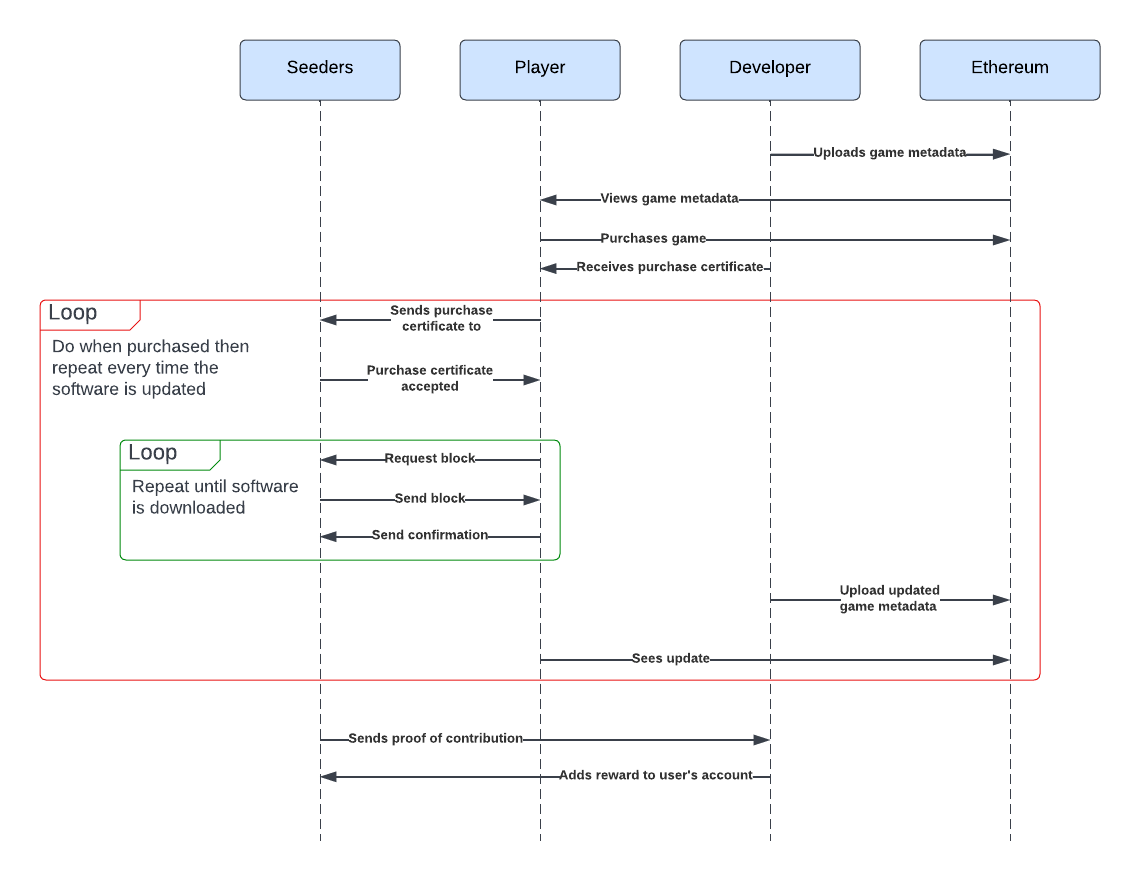 Seeders
Player
Developer
Ethereum
Uploads game metadata
Views game metadata
Purchases game
Receives purchase certificate
Loop
Do when purchased then
repeat every time the
software is updated
Sends purchase
certificate to
Purchase certificate
accepted
Loop
Repeat until software
is downloaded
Request block
Send block
Send confirmation
Upload updated
game metadata
Sees update
Sends proof of contribution
Adds reward to user's account